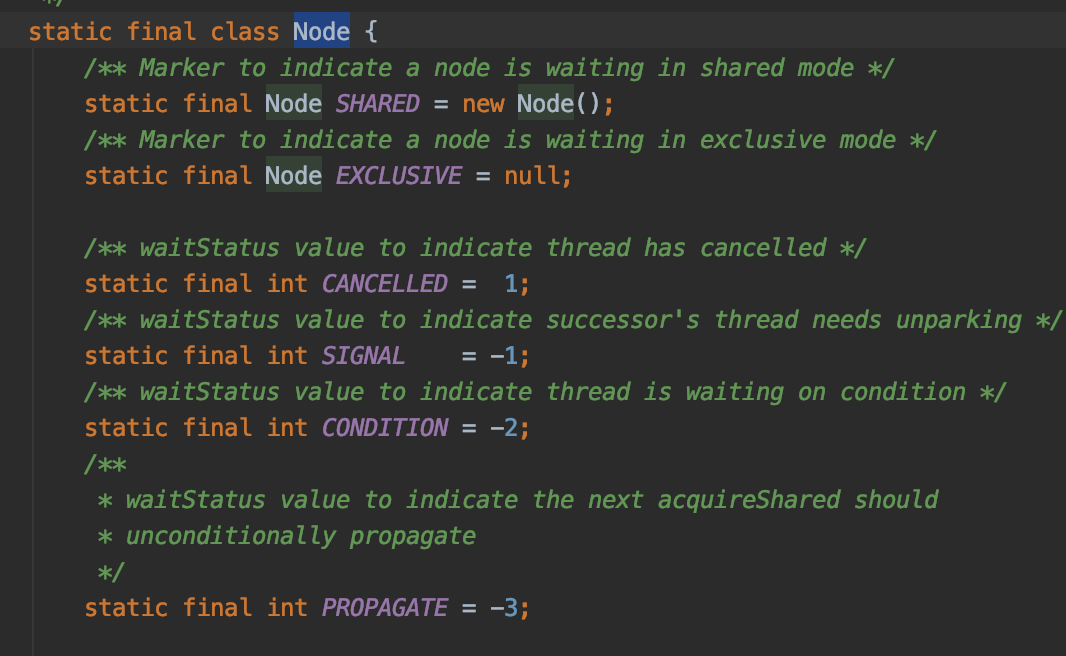 */
static final class Node {
/** Marker to indicate a node is waiting in shared mode */
static final Node SHARED = new Node();
/** Marker to indicate a node is waiting in exclusive mode */
static final Node EXCLUSIVE = null;
/** waitStatus value to indicate thread has cancelled */
static final int CANCELLED =  1;
/** waitStatus value to indicate successor's thread needs unparking */
static final int SIGNAL    = -1;
/** waitStatus value to indicate thread is waiting on condition */
static final int CONDITION = -2;
/**
* waitStatus value to indicate the next acquireShared should
* unconditionally propagate
*/
static final int PROPAGATE = -3;